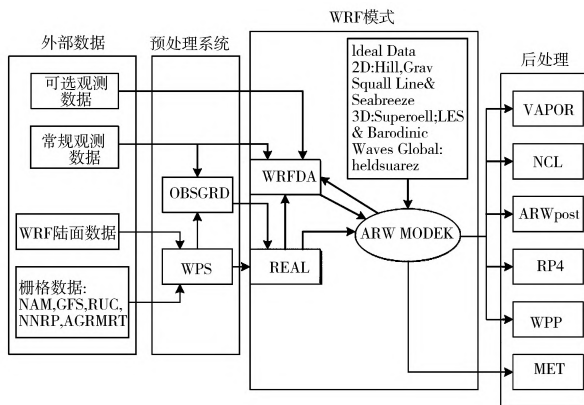 外部数据
可选观测
数据
常规观测
数据
WRF陆面数据
栅格数据:
NAM,GFS,RUC,
NNRP,AGRMRT
预处理系统
OBSGRD
WPS
WRF模式
WRFDA
REAL
Ideal Data
2D:Hill,Grav
Squall Line&
Seabreeze
3D:Superoell;LES
& Barodinic
Waves Global:
heldsuarez
ARW MODEK
后处理
VAPOR
NCL
ARWpost
RP4
WPP
MET